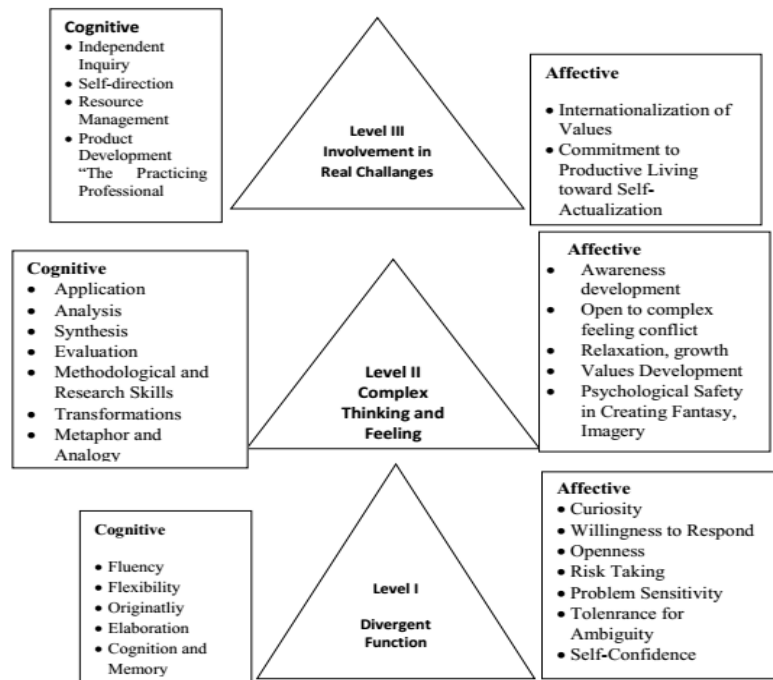 Cognitive
• Independent
Inquiry
• Self-direction
• Resource
Management
• Product
Development
“The Practicing
Professional
Level III
Involvement in
Real Challanges
Affective
• Internationalization of
Values
• Commitment to
Productive Living
toward Self-
Actualization
Cognitive
• Application
• Analysis
• Synthesis
• Evaluation
• Methodological and
Research Skills
• Transformations
• Metaphor and
Analogy
Level II
Complex
Thinking and
Feeling
Affective
• Awareness
development
• Open to complex
feeling conflict
• Relaxation, growth
• Values Development
• Psychological Safety
in Creating Fantasy,
Imagery
Cognitive
• Fluency
• Flexibility
• Originatliy
• Elaboration
• Cognition and
Memory
Level I
Divergent
Function
Affective
• Curiosity
• Willingness to Respond
• Openness
• Risk Taking
• Problem Sensitivity
• Tolenrance for
Ambiguity
• Self-Confidence